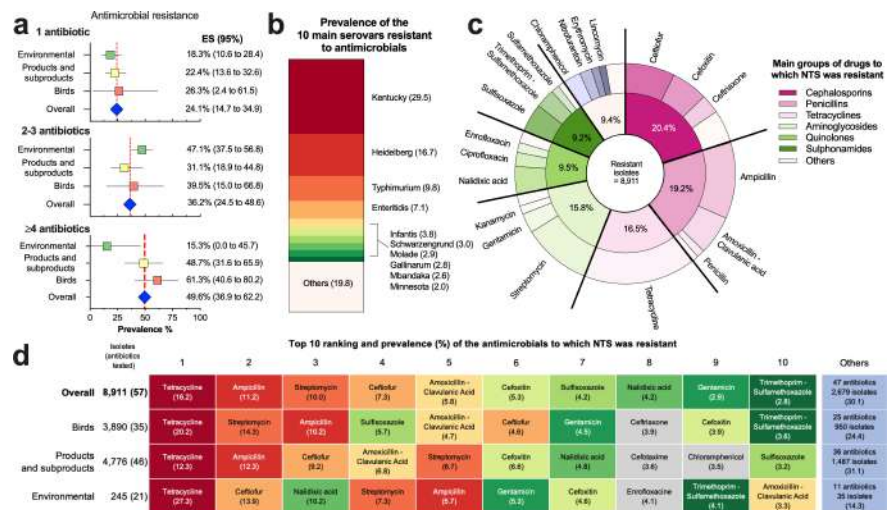 a
Antimicrobial resistance
1 antibiotic
ES (95%)
Environmental
18.3% (10.6 to 28.4)
Products and
subproducts
22.4% (13.6 to 32.6)
Birds
26.3% (2.4 to 61.5)
Overall
24.1% (14.7 to 34.9)
2-3 antibiotics
Environmental
47.1% (37.5 to 56.8)
Products and
subproducts
31.1% (18.9 to 44.8)
Birds
39.5% (15.0 to 66.8)
Overall
36.2% (24.5 to 48.6)
≥4 antibiotics
Environmental
15.3% (0.0 to 45.7)
Products and
subproducts
48.7% (31.6 to 65.9)
Birds
61.3% (40.6 to 80.2)
Overall
49.6% (36.9 to 62.2)
0 25 50 75 100
Prevalence %
b
Prevalence of the
10 main serovars resistant
to antimicrobials
Kentucky (29.5)
Heidelberg (16.7)
Typhimurium (9.8)
Enteritidis (7.1)
Infantis (3.8)
Schwarzengrund (3.0)
Molade (2.9)
Gallinarum (2.8)
Mbandaka (2.6)
Minnesota (2.0)
Others (19.8)
c
Ceftiofur
Cefoxitin
Ceftriaxone
Ampicillin
Amoxicillin -
Clavulanic acid
Penicillin
Tetracycline
Streptomycin
Gentamicin
Kanamycin
Nalidixic acid
Ciprofloxacin
Enrofloxacin
Sulfisoxazole
Trimethoprim -
Sulfamethoxazole
Sulfamethoxazole
Chloramphenicol
Nitrofurantoin
Erythromycin
Lincomycin
20.4%
19.2%
16.5%
15.8%
9.5%
9.2%
9.4%
Resistant
isolates
= 8,911
Main groups of drugs to
which NTS was resistant
Cephalosporins
Penicillins
Tetracyclines
Aminoglycosides
Quinolones
Sulphonamides
Others
d
Isolates
(antibiotics
tested)
Top 10 ranking and prevalence (%) of the antimicrobials to which NTS was resistant
1 2 3 4 5 6 7 8 9 10 Others
Overall 8,911 (57)
Tetracycline
(16.2)
Ampicillin
(11.2)
Streptomycin
(10.0)
Ceftiofur
(7.3)
Amoxicillin -
Clavulanic Acid
(5.8)
Cefoxitin
(5.3)
Sulfisoxazole
(4.2)
Nalidixic acid
(4.2)
Gentamicin
(2.9)
Trimethoprim -
Sulfamethoxazole
(2.8)
47 antibiotics
2,679 isolates
(30.1)
Birds 3,890 (35)
Tetracycline
(20.2)
Streptomycin
(14.3)
Ampicillin
(10.2)
Sulfisoxazole
(5.7)
Amoxicillin -
Clavulanic Acid
(4.7)
Ceftiofur
(4.6)
Gentamicin
(4.5)
Ceftriaxone
(3.9)
Cefoxitin
(3.9)
Trimethoprim -
Sulfamethoxazole
(3.6)
25 antibiotics
950 isolates
(24.4)
Products
and subproducts 4,776 (46)
Tetracycline
(12.3)
Ampicillin
(12.3)
Ceftiofur
(9.2)
Amoxicillin -
Clavulanic Acid
(6.8)
Streptomycin
(6.7)
Cefoxitin
(6.6)
Nalidixic acid
(4.8)
Cefotaxime
(3.6)
Chloramphenicol
(3.5)
Sulfisoxazole
(3.2)
36 antibiotics
1,487 isolates
(31.1)
Environmental 245 (21)
Tetracycline
(27.3)
Ceftiofur
(13.9)
Nalidixic acid
(10.2)
Streptomycin
(7.3)
Ampicillin
(5.7)
Gentamicin
(5.3)
Cefoxitin
(4.6)
Enrofloxacine
(4.1)
Trimethoprim -
Sulfamethoxazole
(4.1)
Amoxicillin -
Clavulanic Acid
(3.3)
11 antibiotics
35 isolates
(14.3)